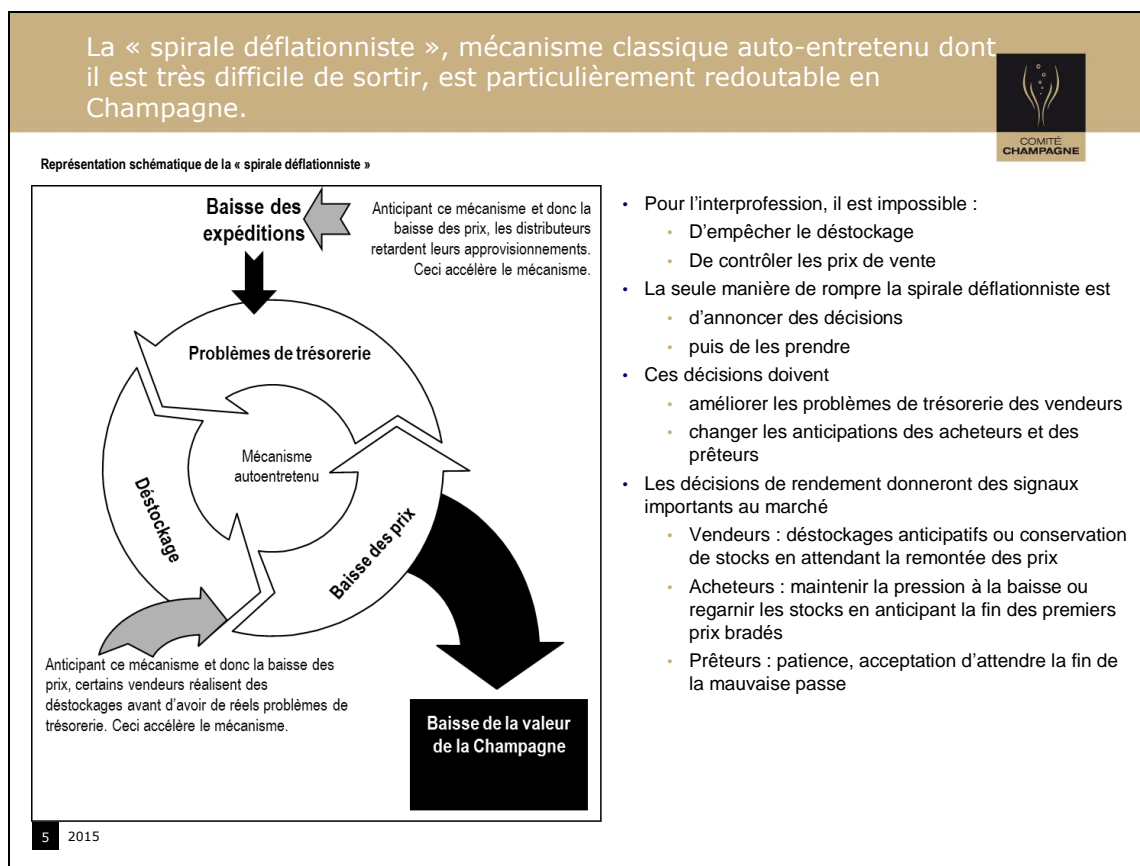 La « spirale déflationniste », mécanisme classique auto-entretenu dont
il est très difficile de sortir, est particulièrement redoutable en
Champagne.
COMITÉ
CHAMPAGNE
Représentation schématique de la « spirale déflationniste »
Baisse des
expéditions
Anticipant ce mécanisme et donc la
baisse des prix, les distributeurs
retardent leurs approvisionnements.
Ceci accélère le mécanisme.
Problèmes de trésorerie
Mécanisme
autoentretenu
Déstockage
Baisse des prix
Anticipant ce mécanisme et donc la baisse des
prix, certains vendeurs réalisent des
déstockages avant d’avoir de réels problèmes de
trésorerie. Ceci accélère le mécanisme.
Baisse de la valeur
de la Champagne
• Pour l’interprofession, il est impossible :
• D’empêcher le déstockage
• De contrôler les prix de vente
• La seule manière de rompre la spirale déflationniste est
• d’annoncer des décisions
• puis de les prendre
• Ces décisions doivent
• améliorer les problèmes de trésorerie des vendeurs
• changer les anticipations des acheteurs et des
prêteurs
• Les décisions de rendement donneront des signaux
importants au marché
• Vendeurs : déstockages anticipatifs ou conservation
de stocks en attendant la remontée des prix
• Acheteurs : maintenir la pression à la baisse ou
regarnir les stocks en anticipant la fin des premiers
prix bradés
• Prêteurs : patience, acceptation d’attendre la fin de
la mauvaise passe
5 2015